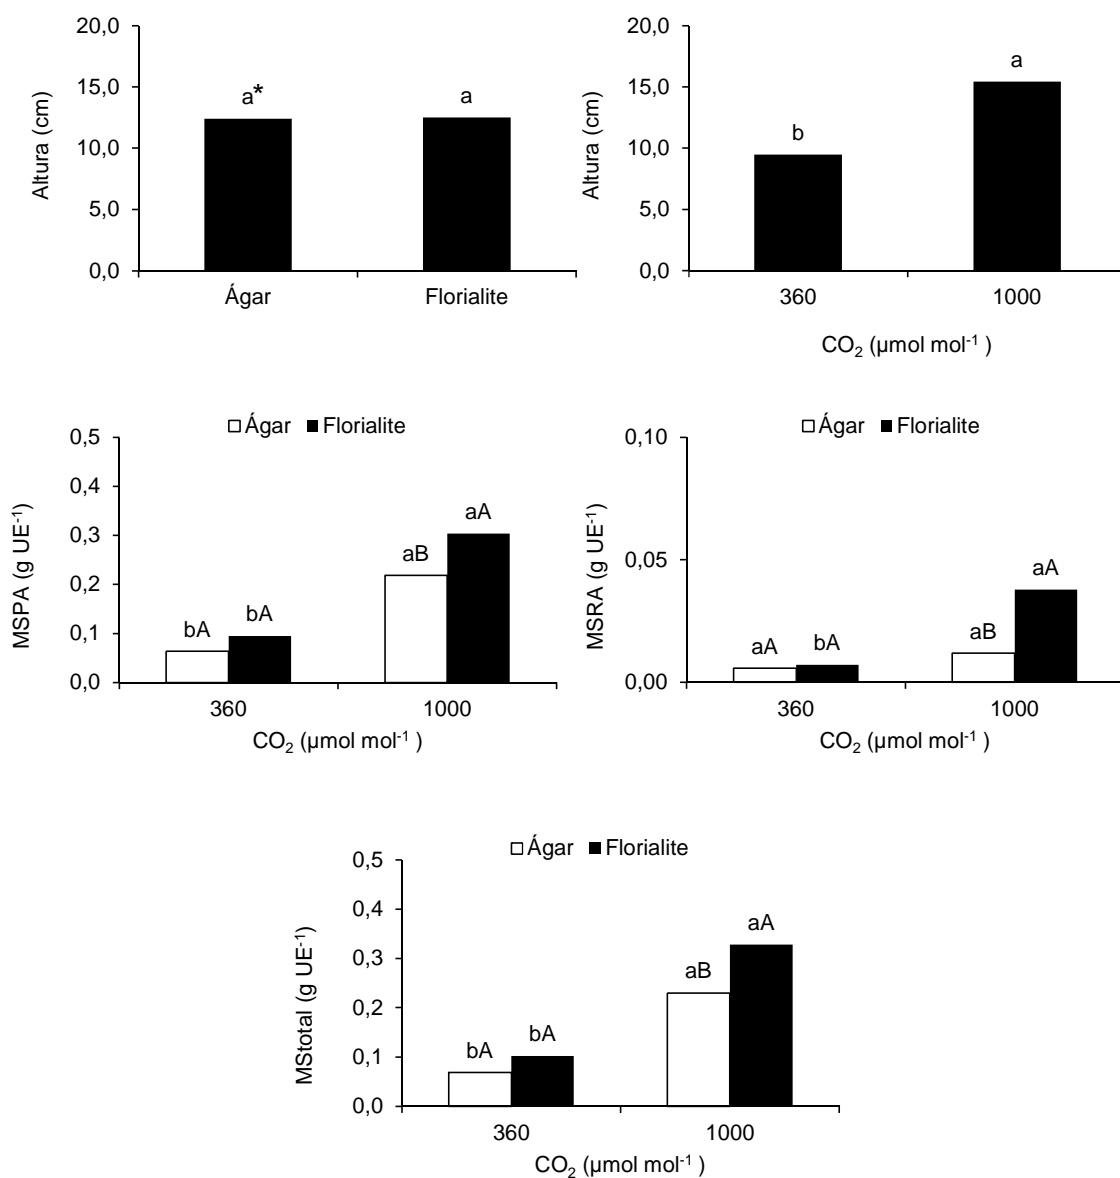 20,0
15,0
10,0
5,0
0,0
Altura (cm)
a*
a
Ágar
Florialite
20,0
15,0
10,0
5,0
0,0
Altura (cm)
b
a
360
1000
CO₂ (µmol mol⁻¹ )
Ágar Florialite
0,5
0,4
0,3
0,2
0,1
0,0
MSPA (g UE⁻¹)
bA
bA
aB
aA
360
1000
CO₂ (µmol mol⁻¹ )
Ágar Florialite
0,10
0,05
0,00
MSRA (g UE⁻¹)
aA
bA
aB
aA
360
1000
CO₂ (µmol mol⁻¹ )
Ágar Florialite
0,5
0,4
0,3
0,2
0,1
0,0
MStotal (g UE⁻¹)
bA
bA
aB
aA
360
1000
CO₂ (µmol mol⁻¹ )